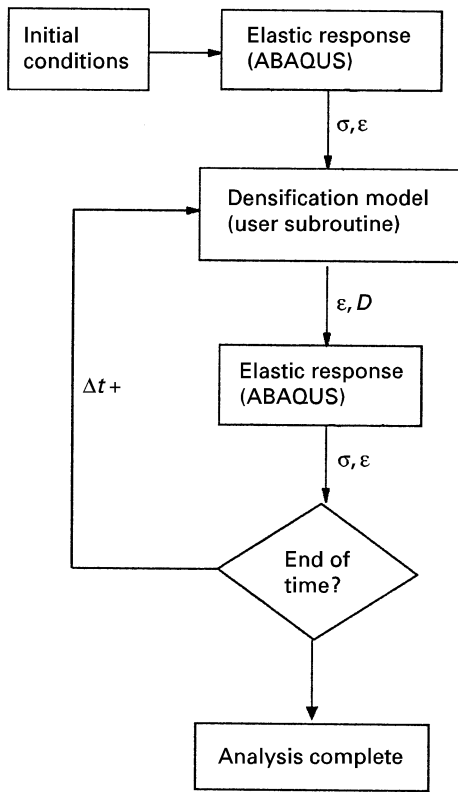 Initial
conditions
Elastic response
(ABAQUS)
σ, ε
Densification model
(user subroutine)
ε, D
Elastic response
(ABAQUS)
Δt +
σ, ε
End of
time?
Analysis complete